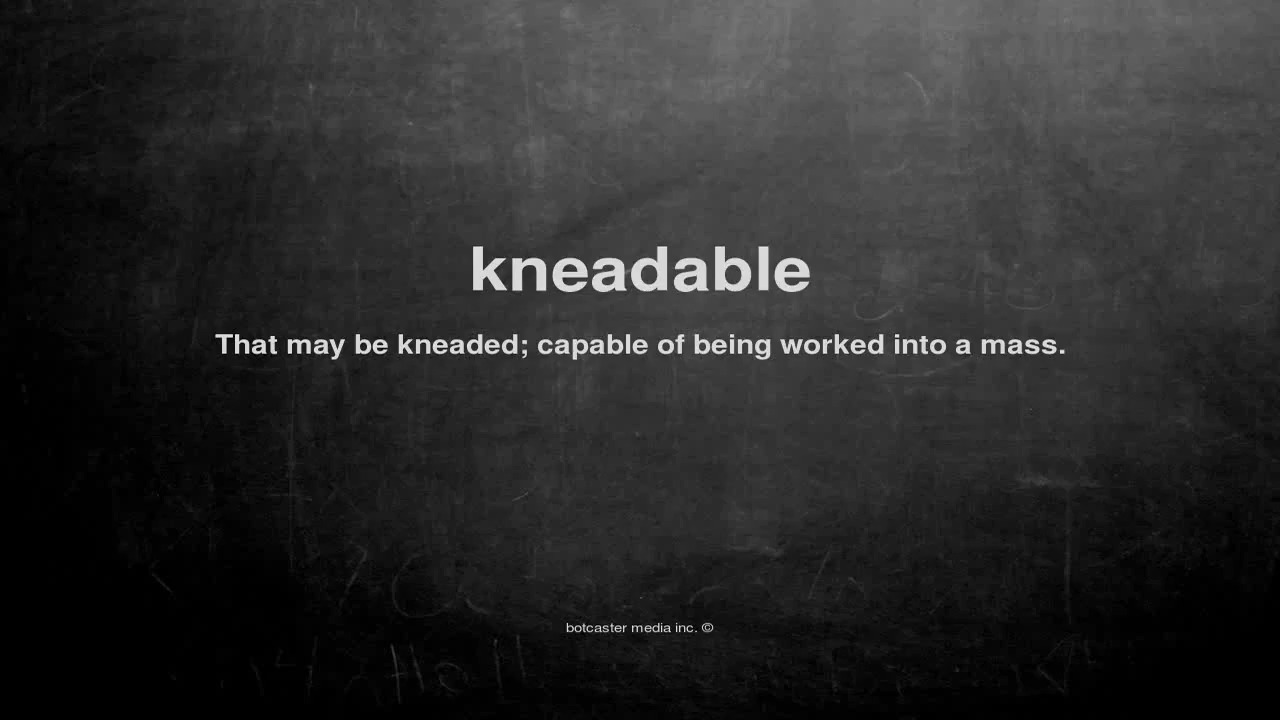 kneadable
That may be kneaded; capable of being worked into a mass.
botcaster media inc. ©